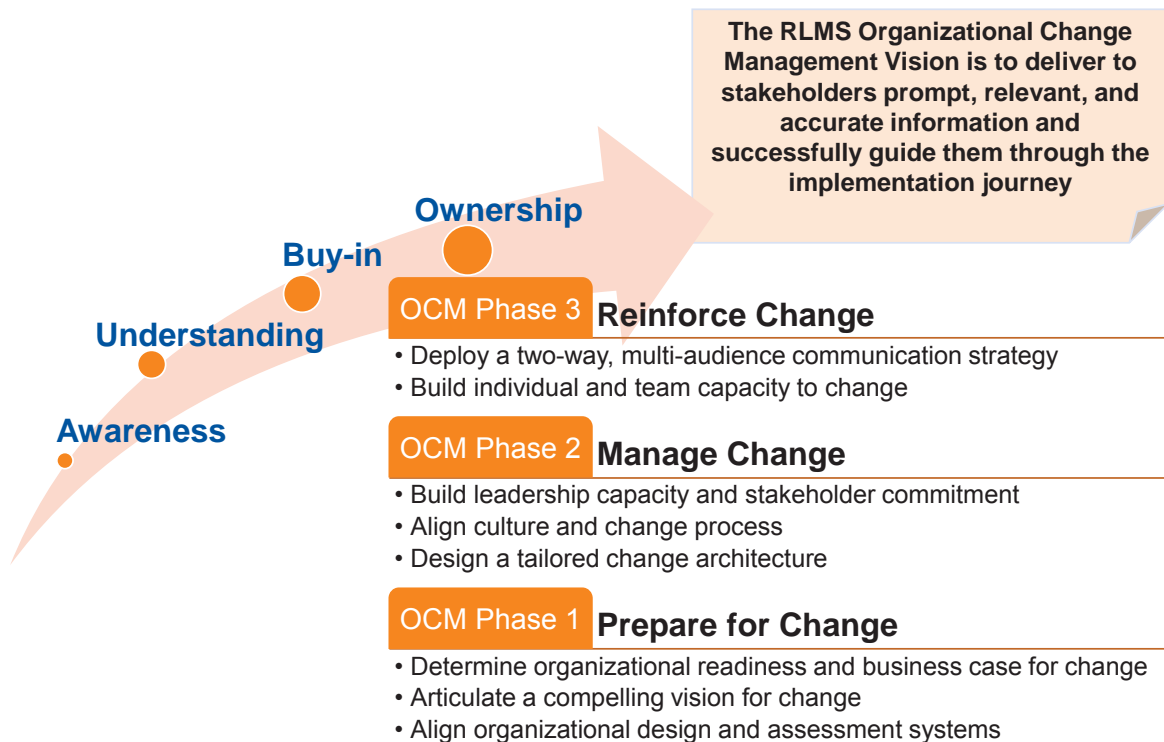 The RLMS Organizational Change
Management Vision is to deliver to
stakeholders prompt, relevant, and
accurate information and
successfully guide them through the
implementation journey
Ownership
Buy-in
Understanding
Awareness
OCM Phase 3 Reinforce Change
• Deploy a two-way, multi-audience communication strategy
• Build individual and team capacity to change
OCM Phase 2 Manage Change
• Build leadership capacity and stakeholder commitment
• Align culture and change process
• Design a tailored change architecture
OCM Phase 1 Prepare for Change
• Determine organizational readiness and business case for change
• Articulate a compelling vision for change
• Align organizational design and assessment systems